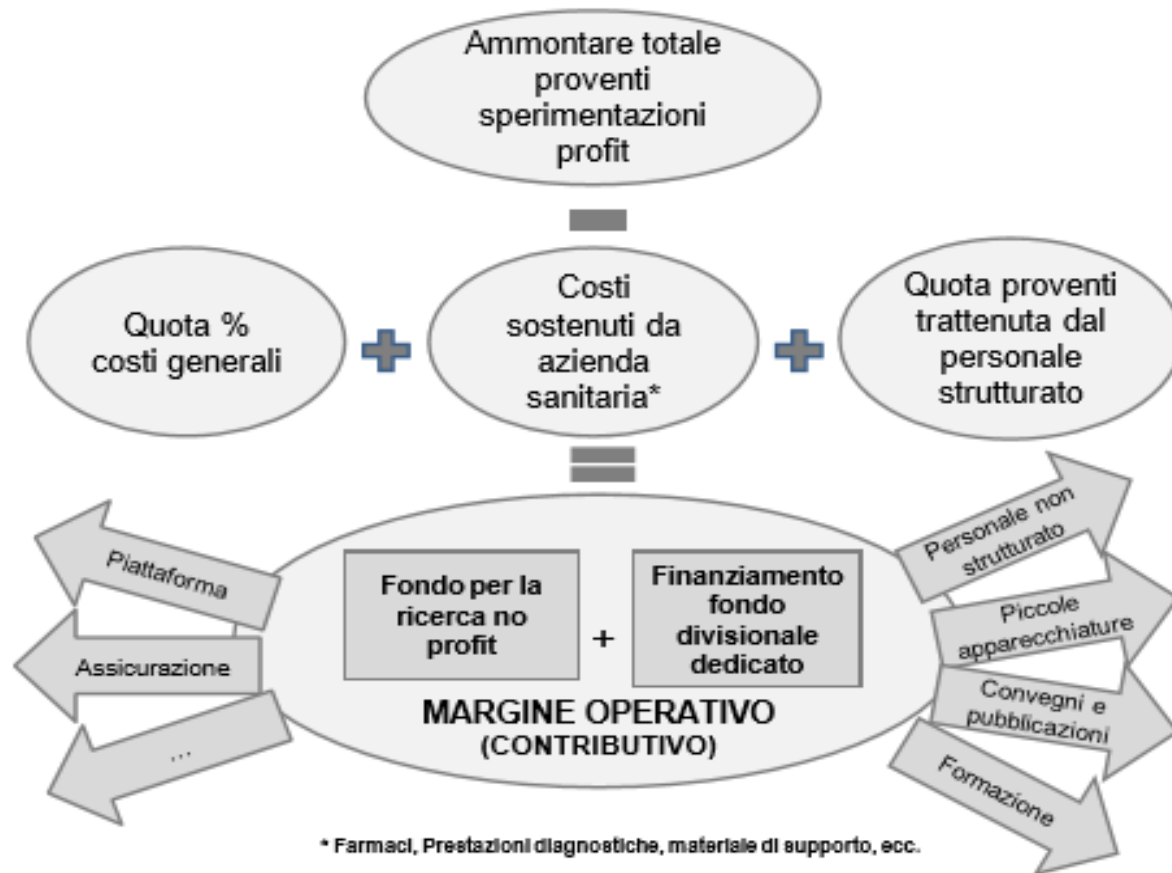 Ammontare totale
proventi
sperimentazioni
profit
Quota %
costi generali
Costi
sostenuti da
azienda
sanitaria*
Quota proventi
trattenuta dal
personale
strutturato
Piattaforma
Assicurazione
...
Fondo per la
ricerca no
profit
+
Finanziamento
fondo
divisionale
dedicato
MARGINE OPERATIVO
(CONTRIBUTIVO)
Personale non
strutturato
Piccole
apparecchiature
Convegni e
pubblicazioni
Formazione
* Farmaci, Prestazioni diagnostiche, materiale di supporto, ecc.